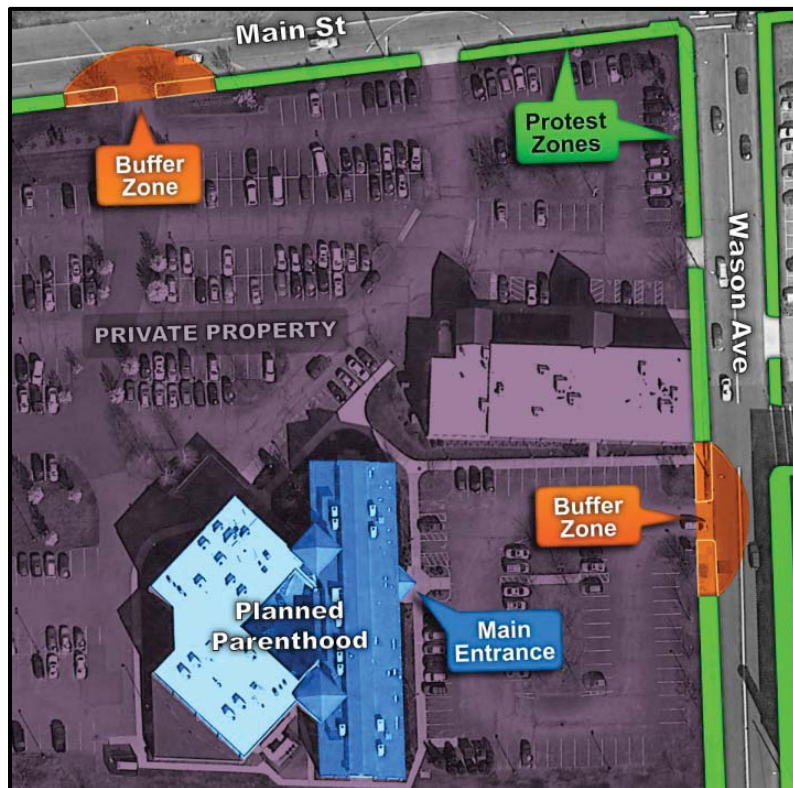 Main St
Buffer
Zone
Protest
Zones
Wason Ave
PRIVATE PROPERTY
Buffer
Zone
Planned
Parenthood
Main
Entrance